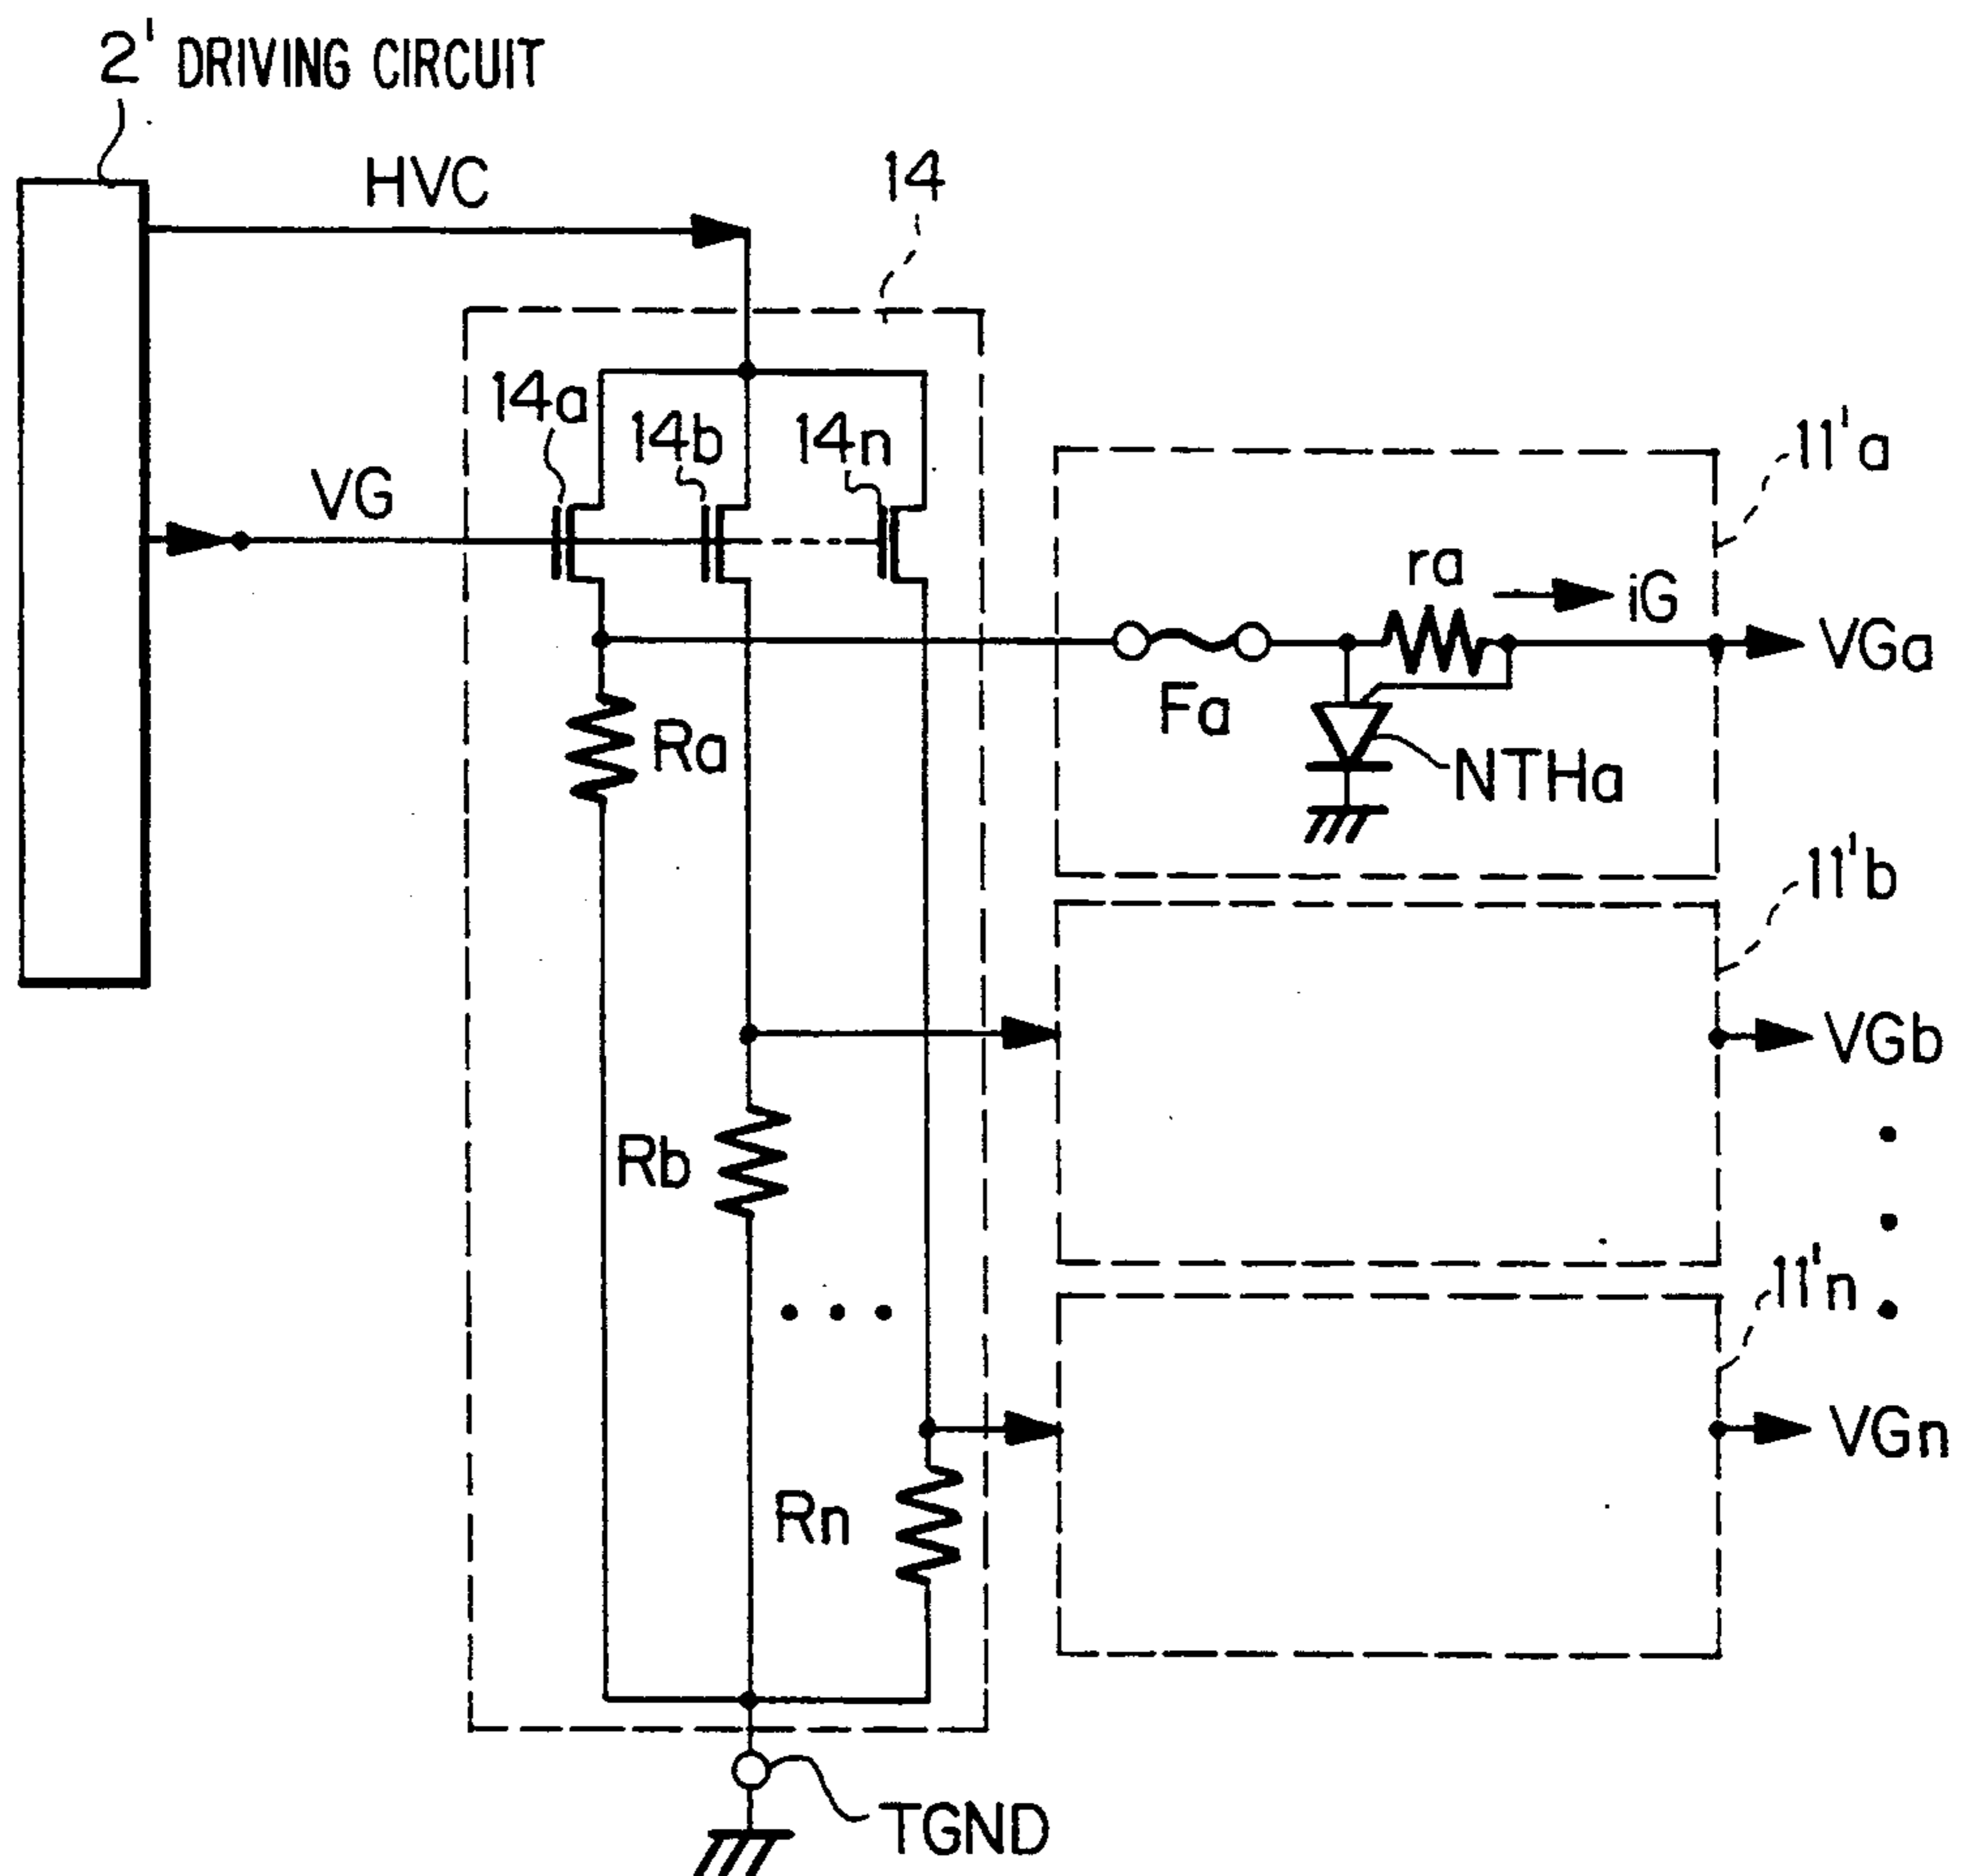 2' DRIVING CIRCUIT
HVC
14
14a
14b
14n
VG
11'a
ra
iG
VGa
Fa
Ra
NTHa
11'b
VGb
Rb
11'n
VGn
Rn
TGND